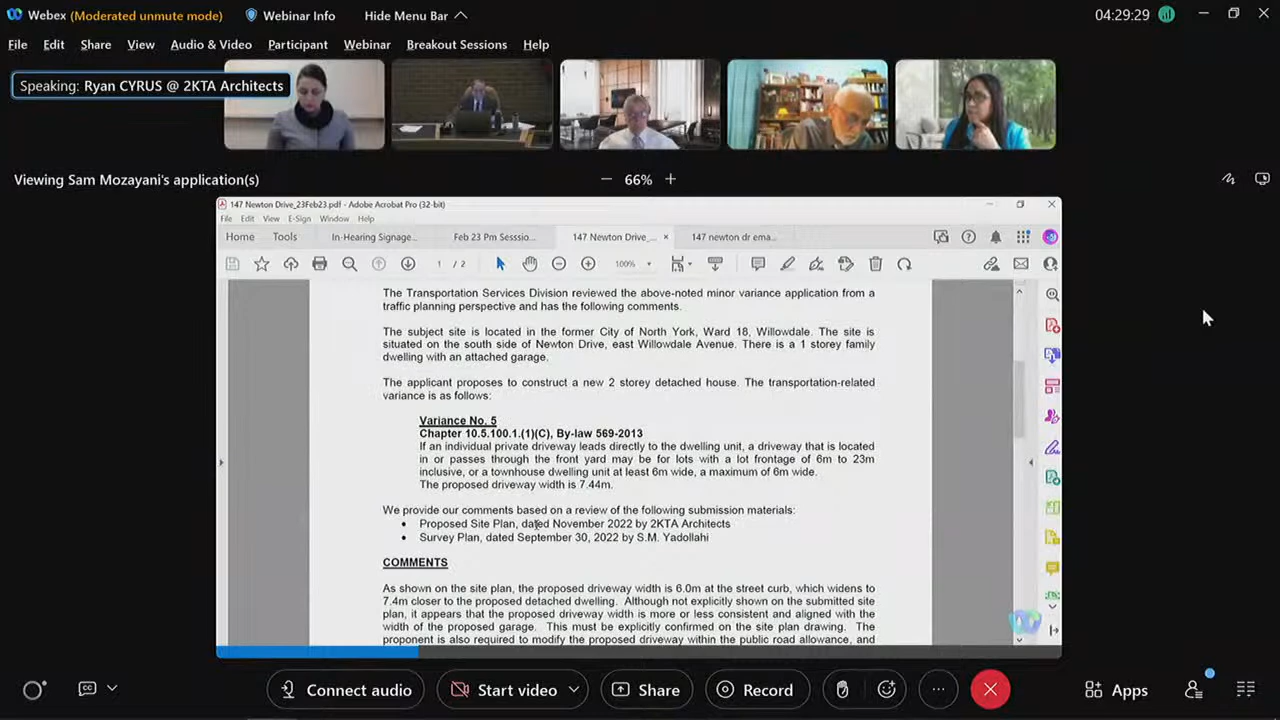 Webex (Moderated unmute mode) Webinar Info Hide Menu Bar 04:29:29
File Edit Share View Audio & Video Participant Webinar Breakout Sessions Help
Speaking: Ryan CYRUS @ 2KTA Architects
Viewing Sam Mozayani's application(s) 66%
147 Newton Drive_23Feb23.pdf - Adobe Acrobat Pro (32-bit)
File Edit View E-Sign Window Help
Home Tools In-Hearing Signage... Feb 23 Pm Sesssio... 147 Newton Drive_... × 147 newton dr ema...
1 / 2 100%
The Transportation Services Division reviewed the above-noted minor variance application from a
traffic planning perspective and has the following comments.
The subject site is located in the former City of North York, Ward 18, Willowdale. The site is
situated on the south side of Newton Drive, east Willowdale Avenue. There is a 1 storey family
dwelling with an attached garage.
The applicant proposes to construct a new 2 storey detached house. The transportation-related
variance is as follows:
Variance No. 5
Chapter 10.5.100.1.(1)(C), By-law 569-2013
If an individual private driveway leads directly to the dwelling unit, a driveway that is located
in or passes through the front yard may be for lots with a lot frontage of 6m to 23m
inclusive, or a townhouse dwelling unit at least 6m wide, a maximum of 6m wide.
The proposed driveway width is 7.44m.
We provide our comments based on a review of the following submission materials:
• Proposed Site Plan, dated November 2022 by 2KTA Architects
• Survey Plan, dated September 30, 2022 by S.M. Yadollahi
COMMENTS
As shown on the site plan, the proposed driveway width is 6.0m at the street curb, which widens to
7.4m closer to the proposed detached dwelling. Although not explicitly shown on the submitted site
plan, it appears that the proposed driveway width is more or less consistent and aligned with the
width of the proposed garage. This must be explicitly confirmed on the site plan drawing. The
proponent is also required to modify the proposed driveway within the public road allowance, and
Connect audio Start video Share Record Apps